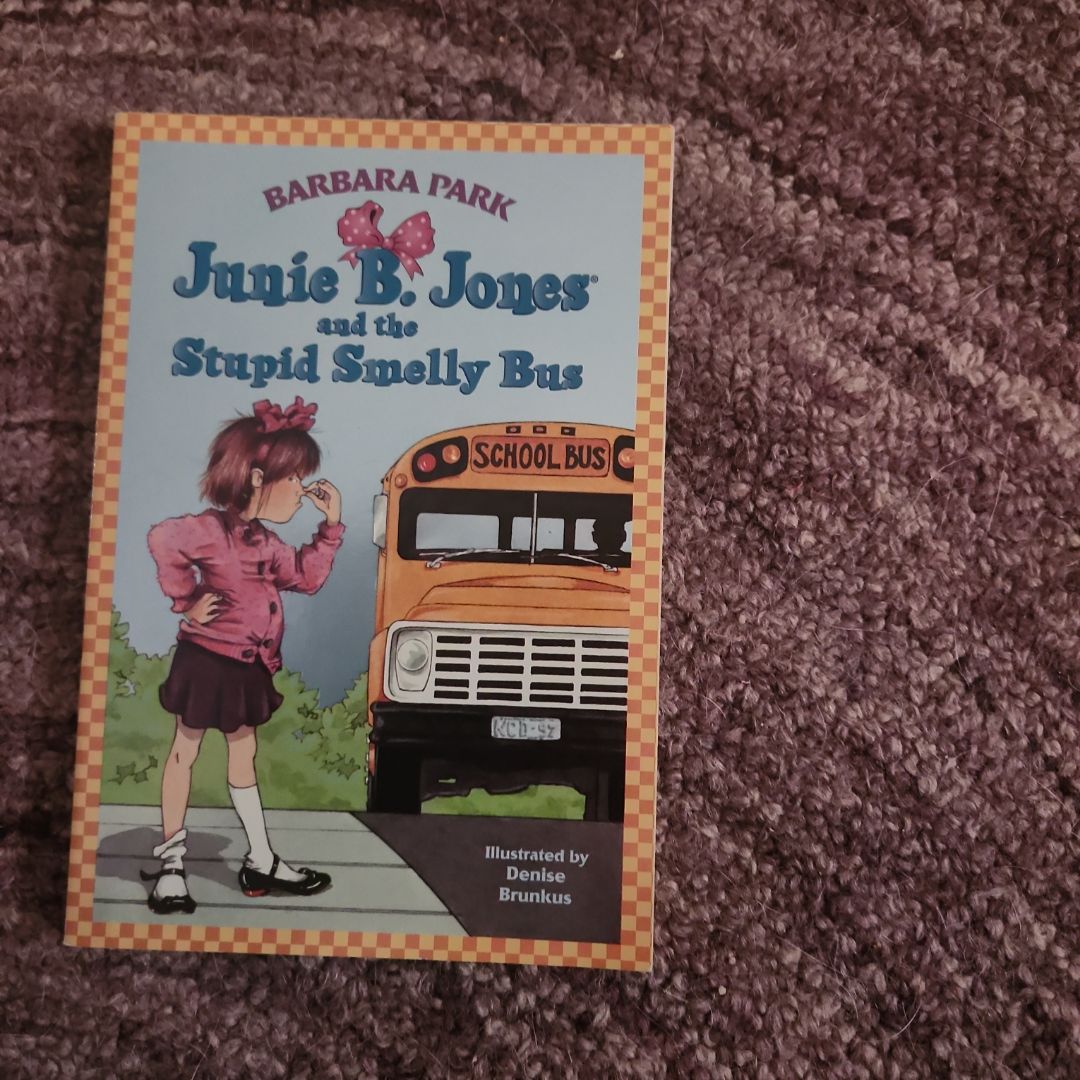 BARBARA PARK
Junie B. Jones®
and the
Stupid Smelly Bus
SCHOOL BUS
Illustrated by
Denise
Brunkus